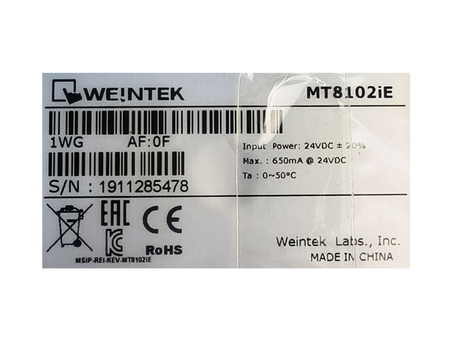 WEINTEK MT8102iE
1WG AF:0F
Input Power: 24VDC ± 20%
Max. : 650mA @ 24VDC
Ta : 0~50°C
S/N : 1911285478
EAC CE
KC RoHS
MSIP-REI-KEV-MT8102iE
Weintek Labs., Inc.
MADE IN CHINA